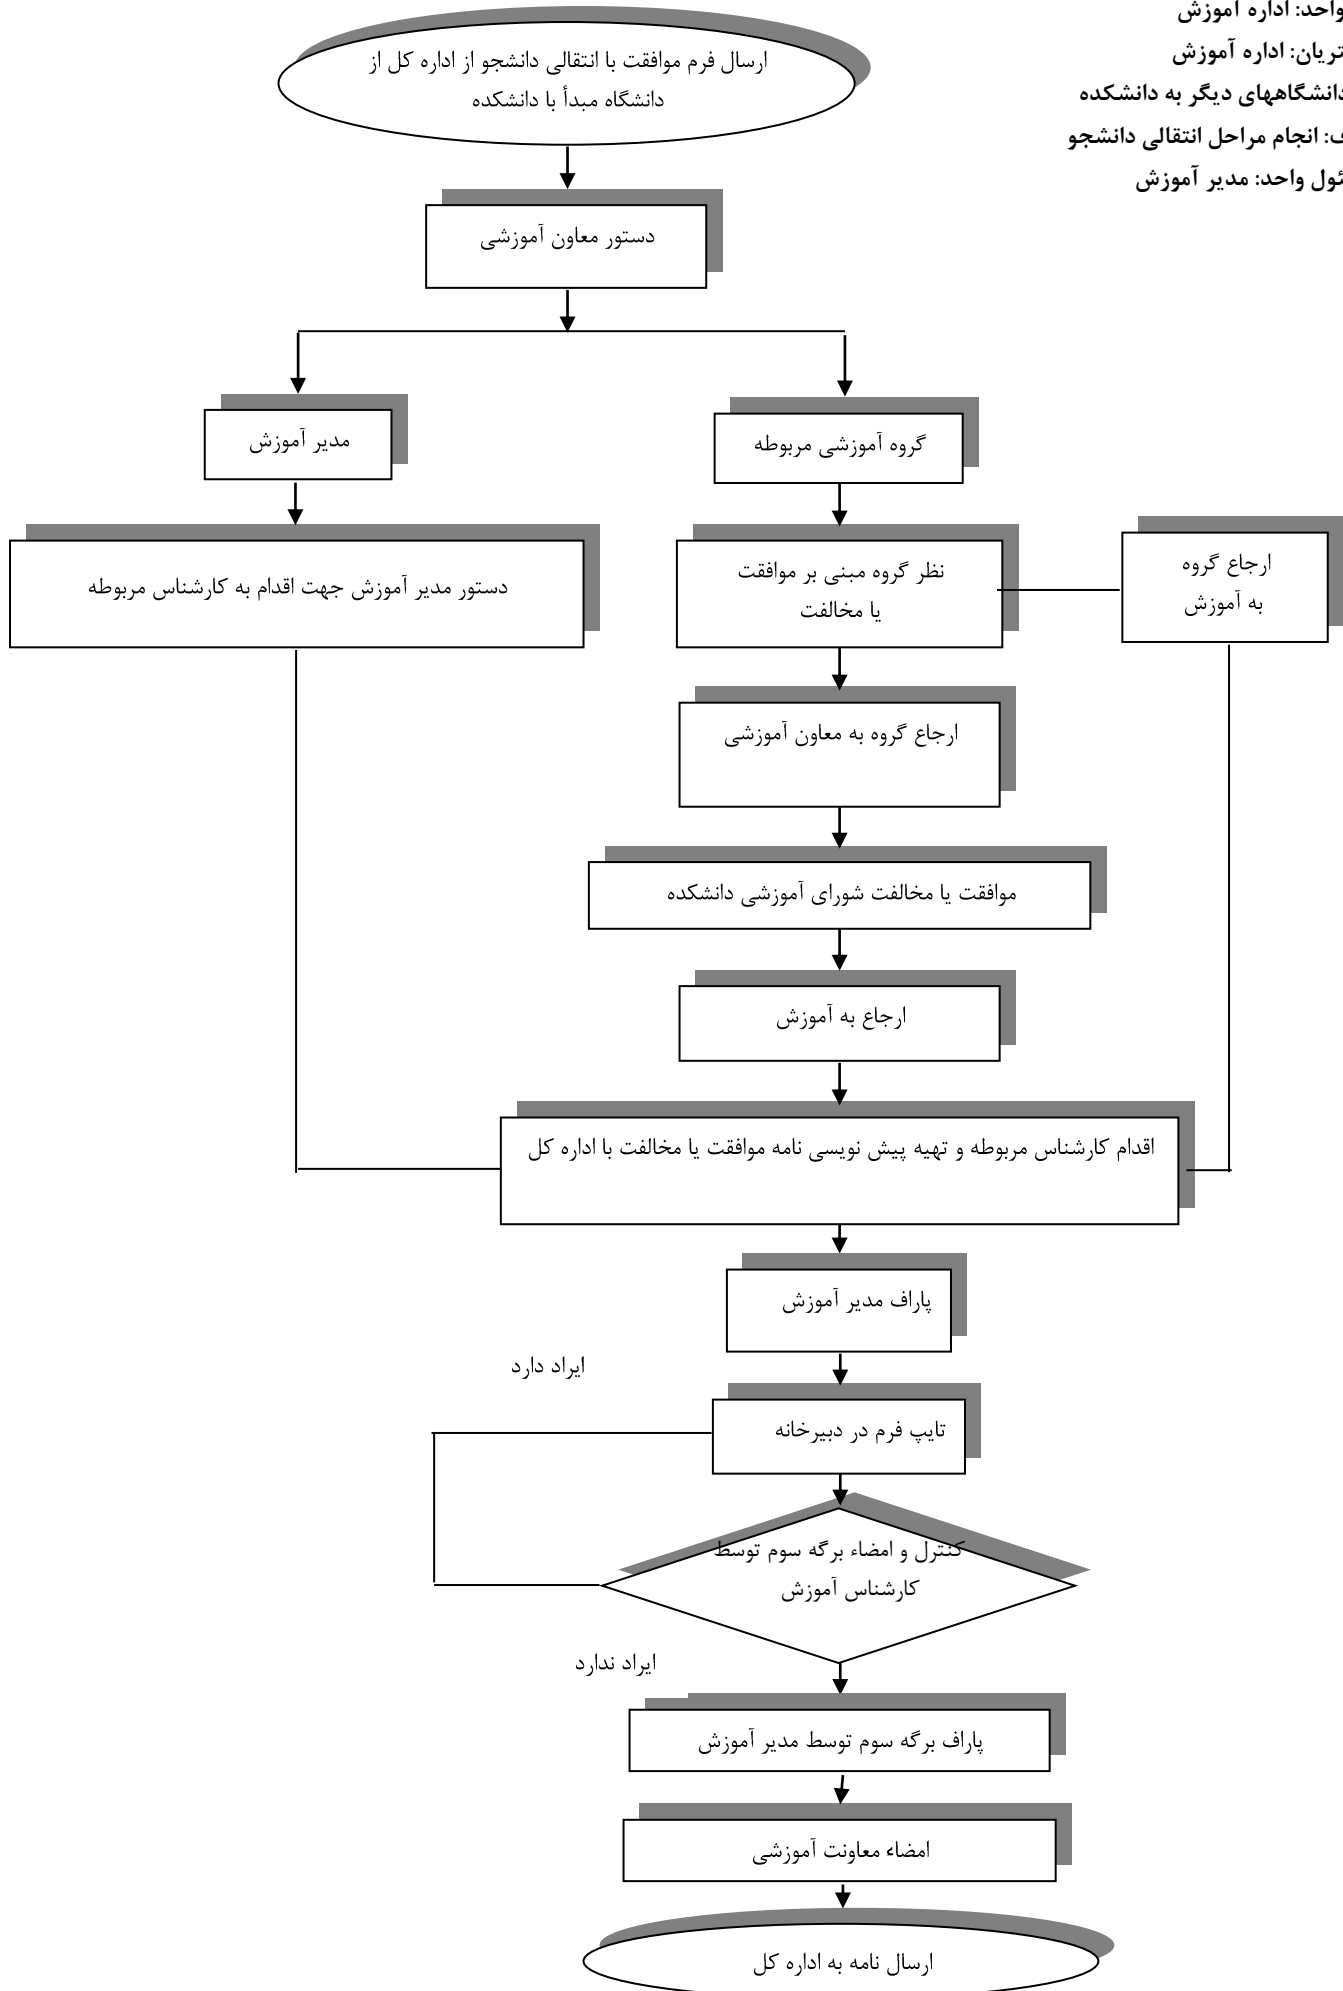 واحد: اداره آموزش
تریان: اداره آموزش
دانشگاههای دیگر به دانشکده
ف: انجام مراحل انتقالی دانشجو
ئول واحد: مدیر آموزش
ارسال فرم موافقت با انتقالی دانشجو از اداره کل از
دانشگاه مبدأ با دانشکده
دستور معاون آموزشی
گروه آموزشی مربوطه
مدیر آموزش
ارجاع گروه
به آموزش
نظر گروه مبنی بر موافقت
یا مخالفت
دستور مدیر آموزش جهت اقدام به کارشناس مربوطه
ارجاع گروه به معاون آموزشی
موافقت یا مخالفت شورای آموزشی دانشکده
ارجاع به آموزش
اقدام کارشناس مربوطه و تهیه پیش نویسی نامه موافقت یا مخالفت با اداره کل
پاراف مدیر آموزش
ایراد دارد
تایپ فرم در دبیرخانه
کنترل و امضاء برگه سوم توسط
کارشناس آموزش
ایراد ندارد
پاراف برگه سوم توسط مدیر آموزش
امضاء معاونت آموزشی
ارسال نامه به اداره کل